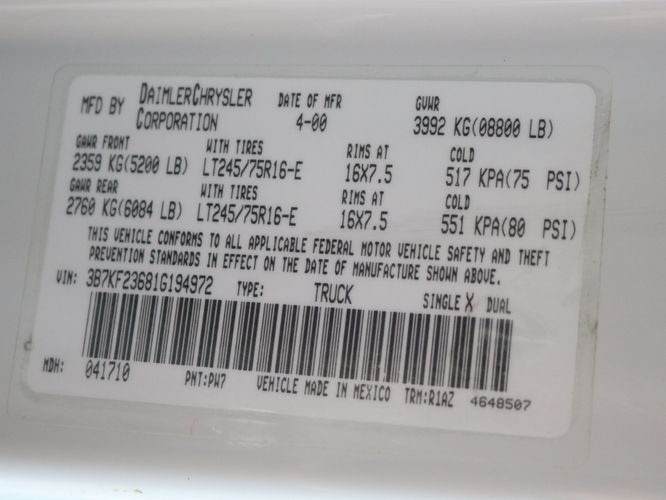 MFD BY DAIMLERCHRYSLER CORPORATION DATE OF MFR 4-00 GVWR 3992 KG(08800 LB)
GAWR FRONT WITH TIRES RIMS AT COLD
2359 KG(5200 LB) LT245/75R16-E 16X7.5 517 KPA(75 PSI)
GAWR REAR WITH TIRES RIMS AT COLD
2760 KG(6084 LB) LT245/75R16-E 16X7.5 551 KPA(80 PSI)
THIS VEHICLE CONFORMS TO ALL APPLICABLE FEDERAL MOTOR VEHICLE SAFETY AND THEFT
PREVENTION STANDARDS IN EFFECT ON THE DATE OF MANUFACTURE SHOWN ABOVE.
VIN: 3B7KF23681G194972 TYPE: TRUCK SINGLE X DUAL
MDH: 041710 PNT:PW7 VEHICLE MADE IN MEXICO TRM:R1AZ 4648507